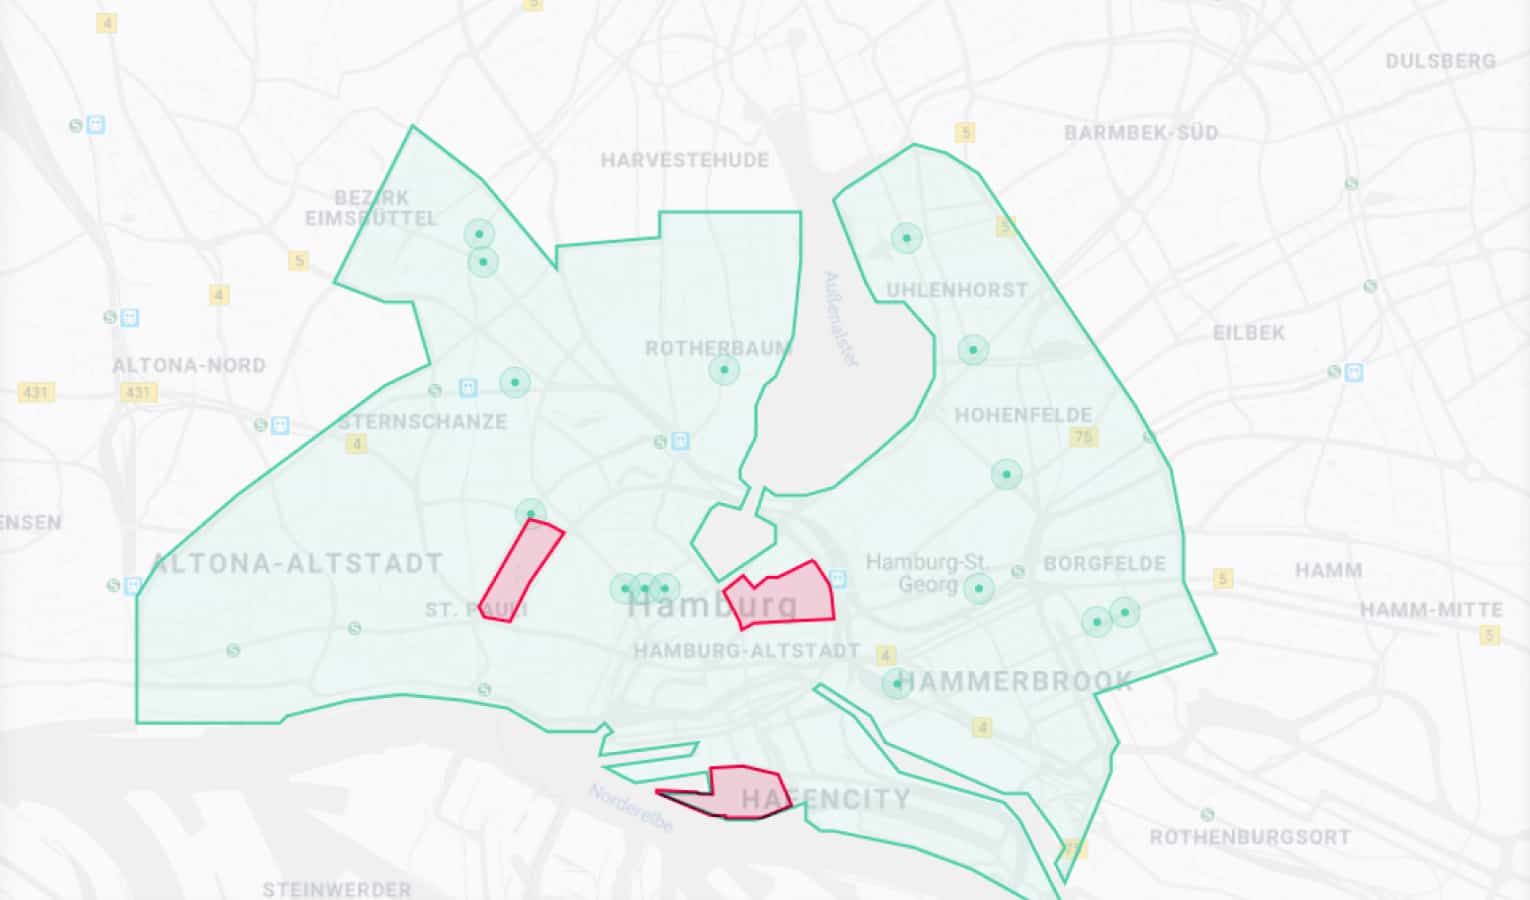 5
4
DULSBERG
5
BARMBEK-SÜD
S
HARVESTEHUDE
S
BEZIRK
EIMSBÜTTEL
5
5
UHLENHORST
S
4
S
Außenalster
EILBEK
ROTHERBAUM
ALTONA-NORD
S
431
431
S
STERNSCHANZE
HOHENFELDE
S
4
S
75
ENSEN
ALTONA-ALTSTADT
Hamburg-St.
Georg
BORGFELDE
S
HAMM
5
S
ST. PAULI
Hamburg
HAMM-MITTE
S
5
S
HAMBURG-ALTSTADT
4
HAMMERBROOK
S
4
HAFENCITY
Norderelbe
S
ROTHENBURGSORT
75
STEINWERDER